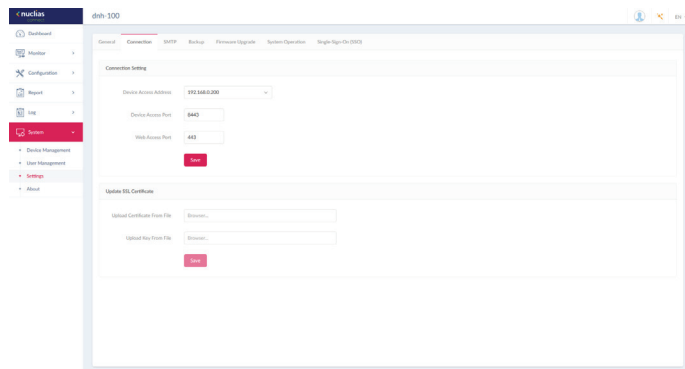 nuclias
CONNECT
dnh-100
EN
Dashboard
Monitor
Configuration
Report
Log
System
Device Management
User Management
Settings
About
General Connection SMTP Backup Firmware Upgrade System Operation Single-Sign-On (SSO)
Connection Setting
Device Access Address 192.168.0.200
Device Access Port 8443
Web Access Port 443
Save
Update SSL Certificate
Upload Certificate From File Browser...
Upload Key From File Browser...
Save